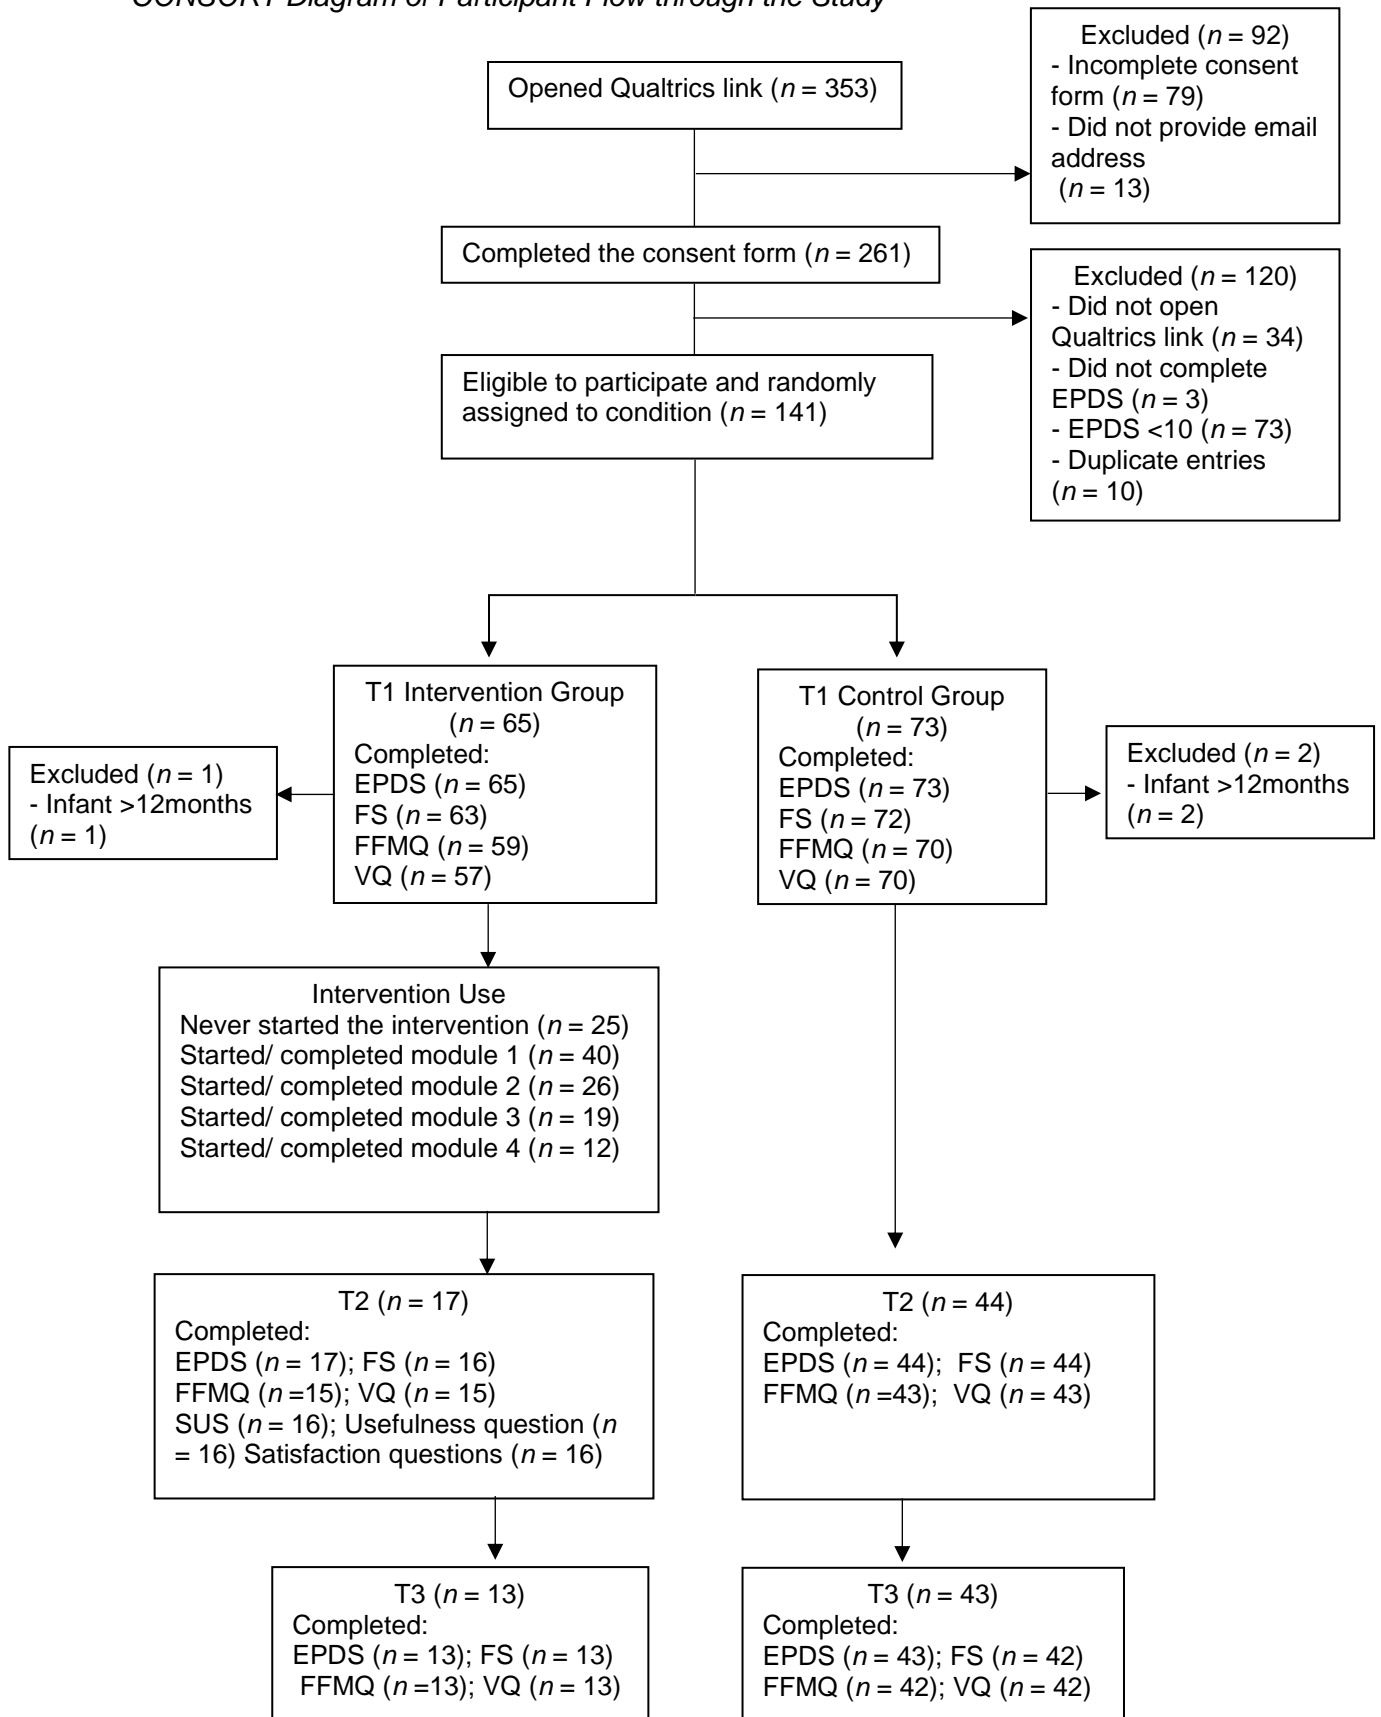 CONSORT Diagram of Participant Flow through the Study
Opened Qualtrics link (n = 353)
Excluded (n = 92)
- Incomplete consent
form (n = 79)
- Did not provide email
address
(n = 13)
Completed the consent form (n = 261)
Excluded (n = 120)
- Did not open
Qualtrics link (n = 34)
- Did not complete
EPDS (n = 3)
- EPDS <10 (n = 73)
- Duplicate entries
(n = 10)
Eligible to participate and randomly
assigned to condition (n = 141)
T1 Intervention Group
(n = 65)
Completed:
EPDS (n = 65)
FS (n = 63)
FFMQ (n = 59)
VQ (n = 57)
T1 Control Group
(n = 73)
Completed:
EPDS (n = 73)
FS (n = 72)
FFMQ (n = 70)
VQ (n = 70)
Excluded (n = 1)
- Infant >12months
(n = 1)
Excluded (n = 2)
- Infant >12months
(n = 2)
Intervention Use
Never started the intervention (n = 25)
Started/ completed module 1 (n = 40)
Started/ completed module 2 (n = 26)
Started/ completed module 3 (n = 19)
Started/ completed module 4 (n = 12)
T2 (n = 17)
Completed:
EPDS (n = 17); FS (n = 16)
FFMQ (n =15); VQ (n = 15)
SUS (n = 16); Usefulness question (n
= 16) Satisfaction questions (n = 16)
T2 (n = 44)
Completed:
EPDS (n = 44);  FS (n = 44)
FFMQ (n =43);  VQ (n = 43)
T3 (n = 13)
Completed:
EPDS (n = 13); FS (n = 13)
FFMQ (n =13); VQ (n = 13)
T3 (n = 43)
Completed:
EPDS (n = 43); FS (n = 42)
FFMQ (n = 42); VQ (n = 42)